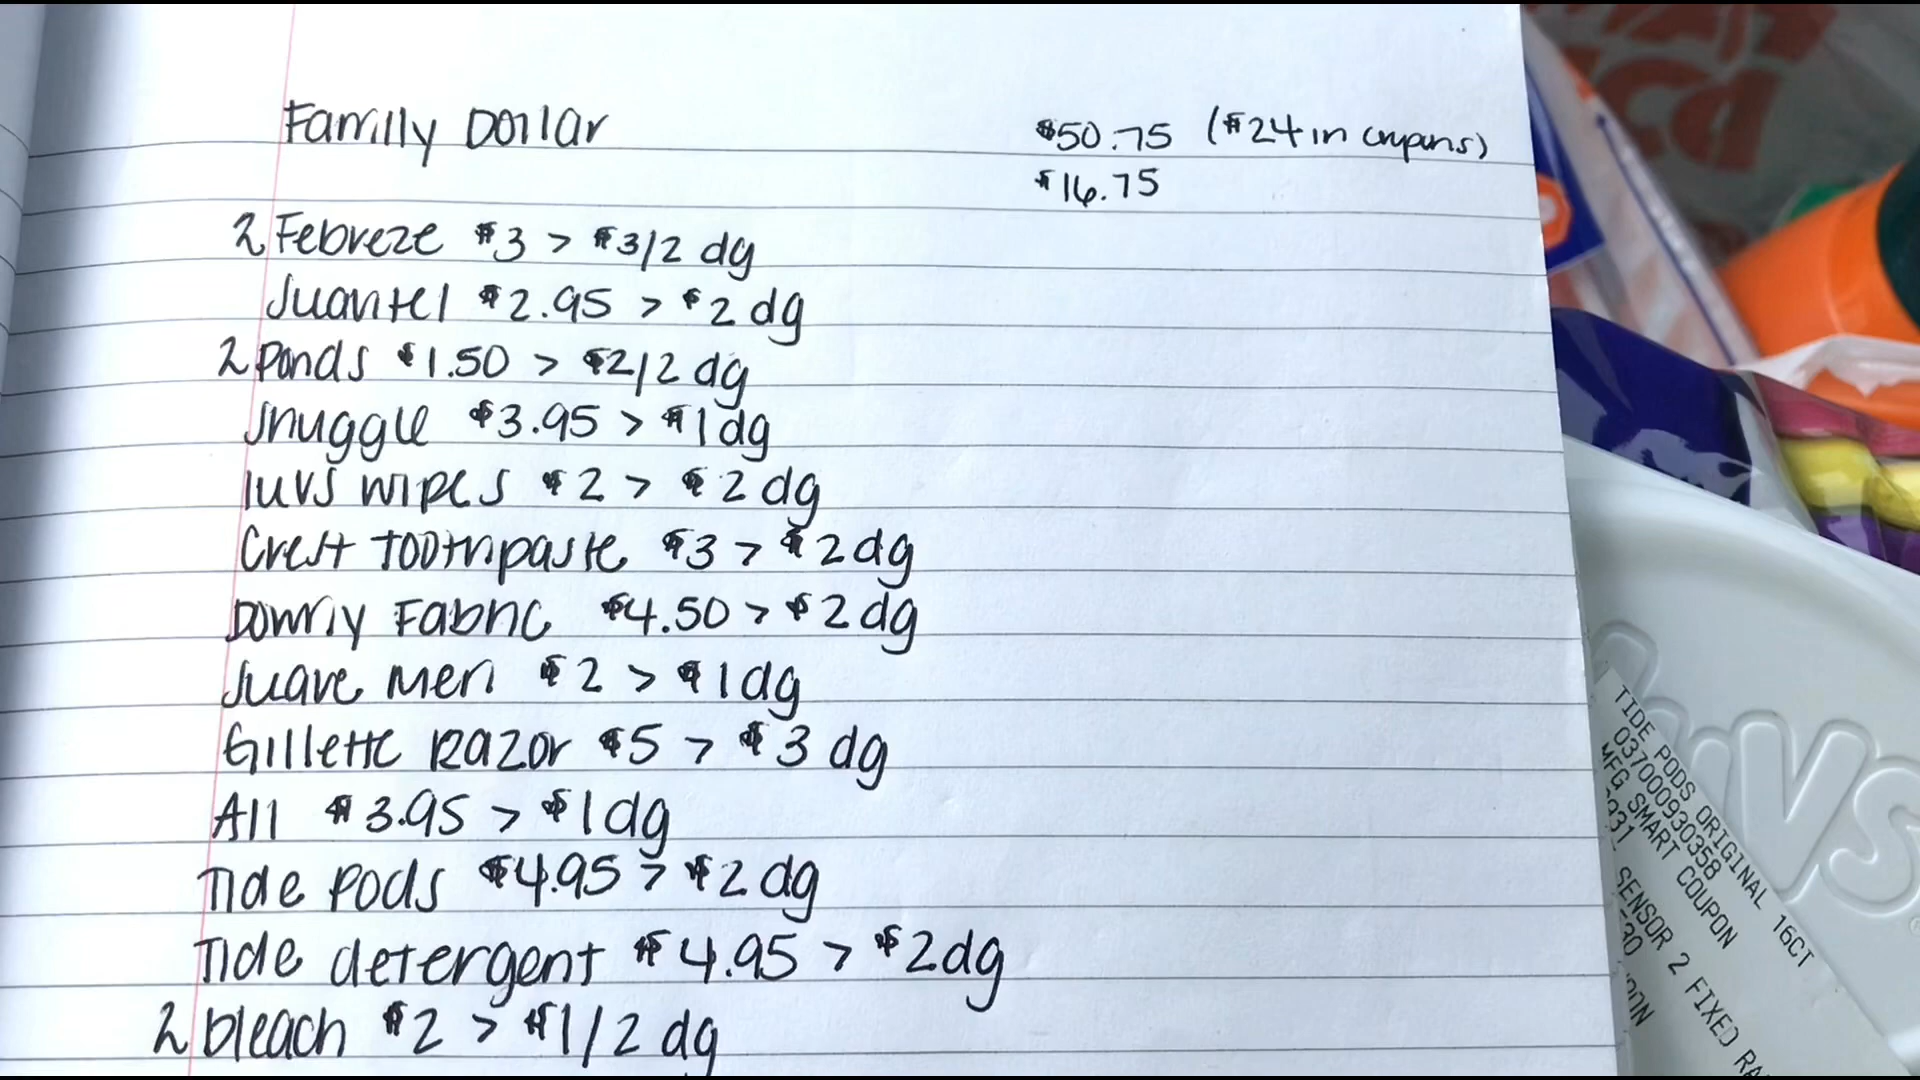 Family Dollar
$50.75 ($24 in coupons)
$16.75
2 Febreze $3 > $3/2 dg
Suavitel $2.95 > $2 dg
2 Ponds $1.50 > $2/2 dg
Snuggle $3.95 > $1 dg
luvs wipes $2 > $2 dg
Crest toothpaste $3 > $2 dg
Downy Fabric $4.50 > $2 dg
Suave Men $2 > $1 dg
Gillette Razor $5 > $3 dg
All $3.95 > $1 dg
Tide pods $4.95 > $2 dg
Tide detergent $4.95 > $2 dg
2 bleach $2 > $1/2 dg
TIDE PODS ORIGINAL 16CT
037000930358
MFG SMART COUPON
SENSOR 2 FIXED